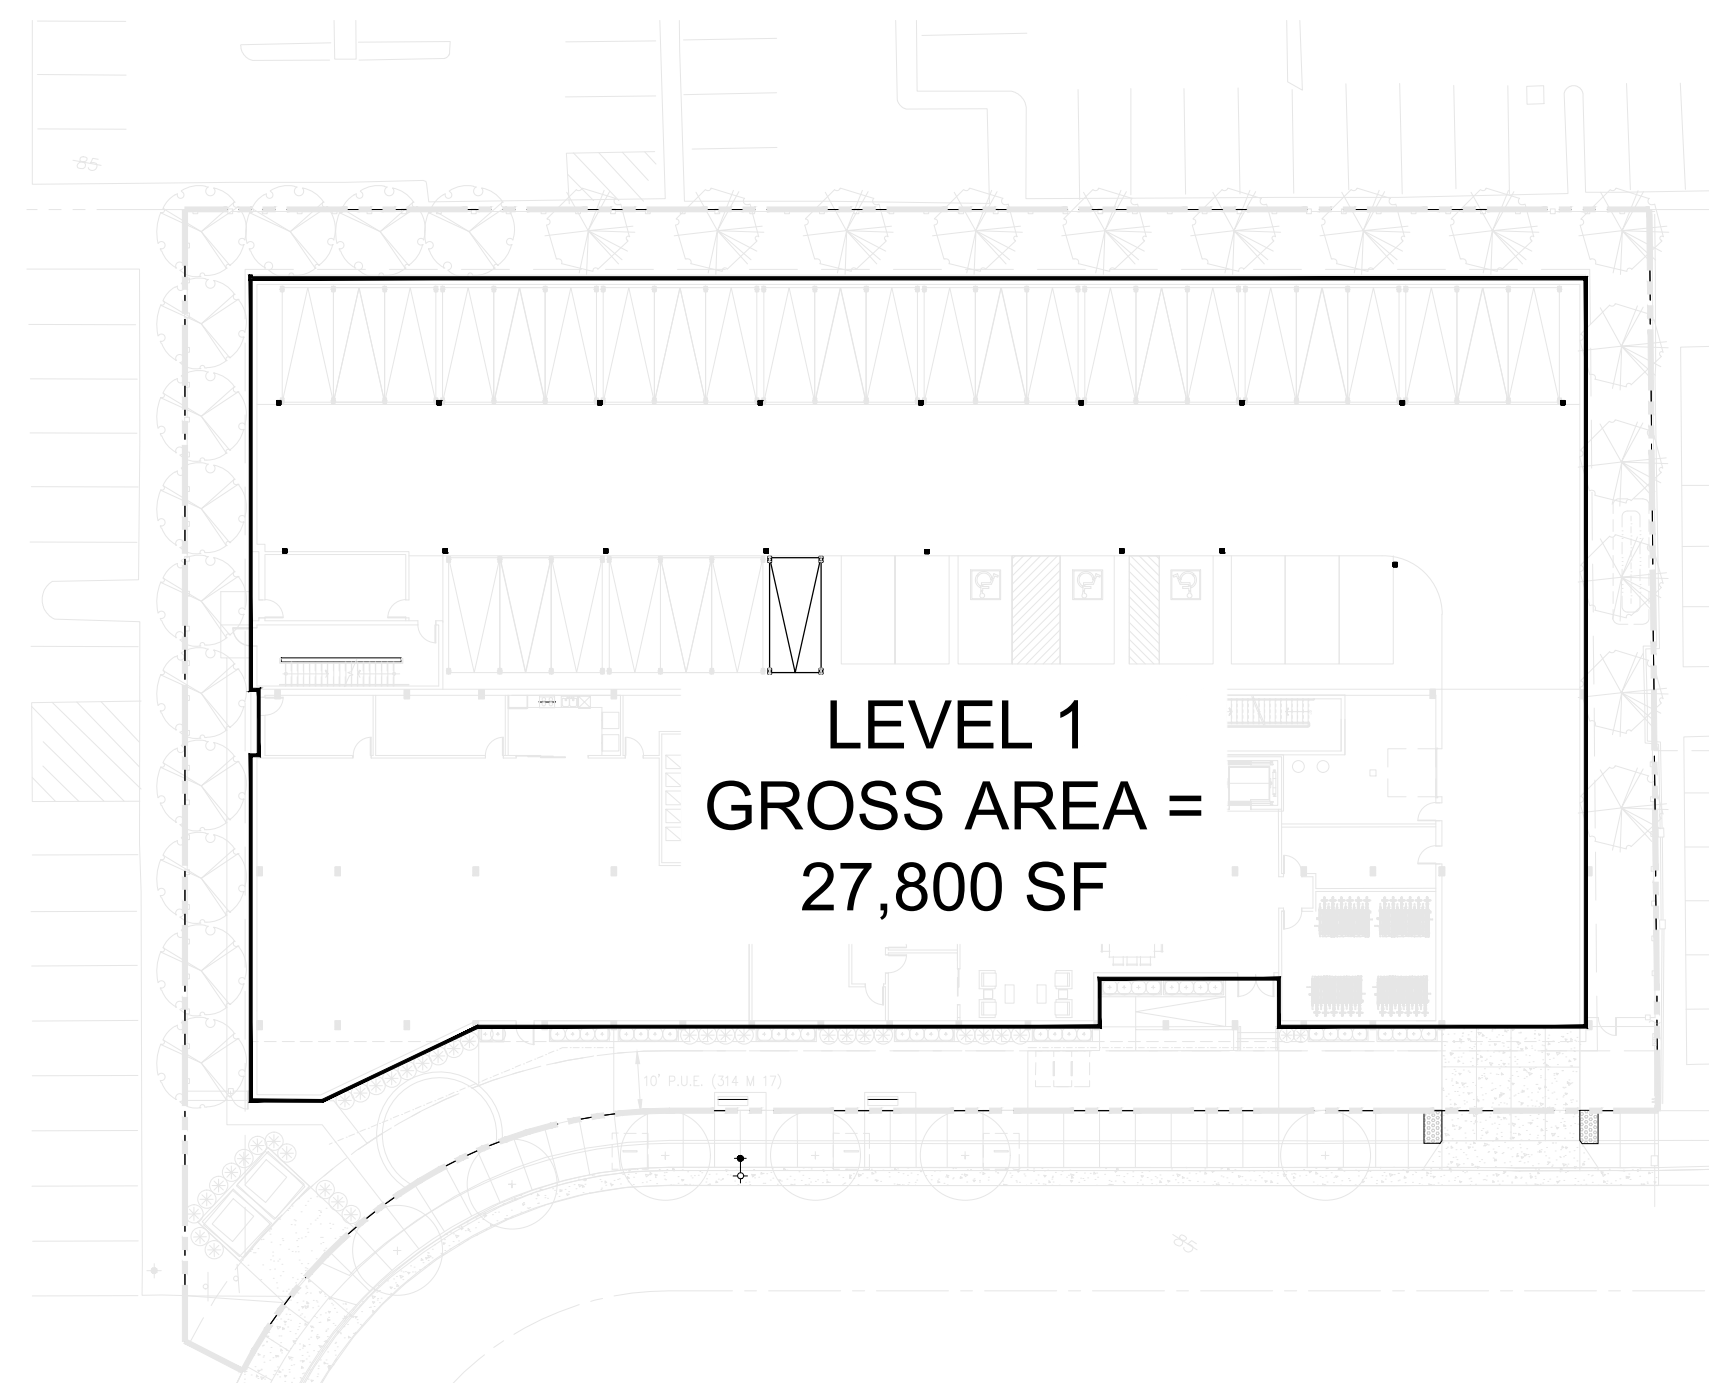 85
LEVEL 1
GROSS AREA =
27,800 SF
10' P.U.E. (314 M 17)
85